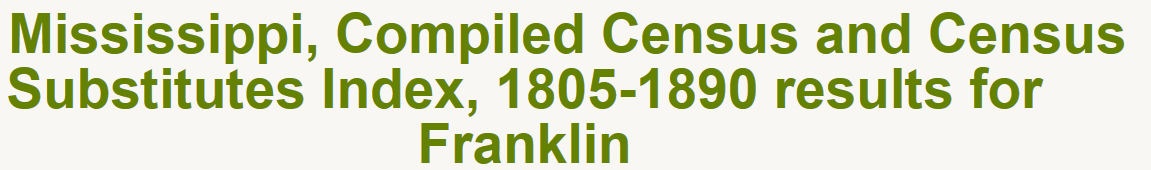 Mississippi, Compiled Census and Census
Substitutes Index, 1805-1890 results for
Franklin